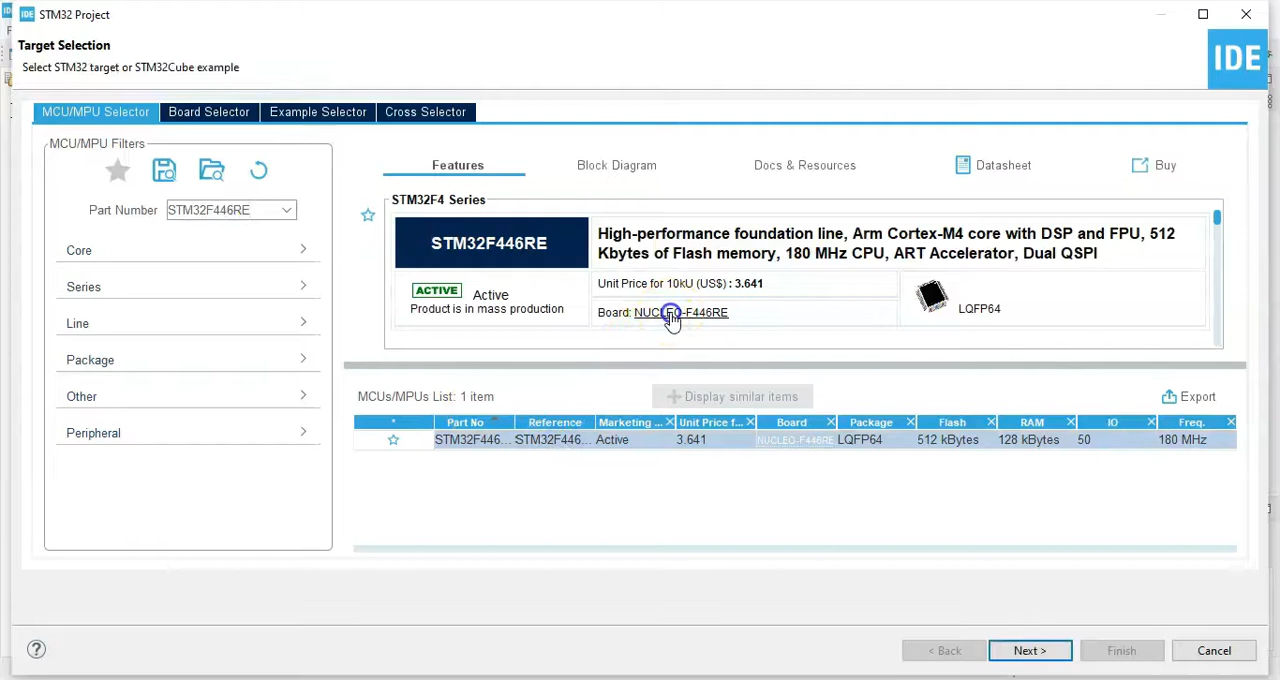 IDE STM32 Project
Target Selection
Select STM32 target or STM32Cube example
IDE
MCU/MPU Selector Board Selector Example Selector Cross Selector
MCU/MPU Filters
Part Number STM32F446RE
Core
Series
Line
Package
Other
Peripheral
Features Block Diagram Docs & Resources Datasheet Buy
STM32F4 Series
STM32F446RE
High-performance foundation line, Arm Cortex-M4 core with DSP and FPU, 512
Kbytes of Flash memory, 180 MHz CPU, ART Accelerator, Dual QSPI
ACTIVE Active
Product is in mass production
Unit Price for 10kU (US$) : 3.641
Board: NUCLEO-F446RE
LQFP64
MCUs/MPUs List: 1 item
Display similar items
Export
* Part No Reference Marketing ... Unit Price f... Board Package Flash RAM IO Freq.
STM32F446... STM32F446... Active 3.641 NUCLEO-F446RE LQFP64 512 kBytes 128 kBytes 50 180 MHz
?
< Back Next > Finish Cancel